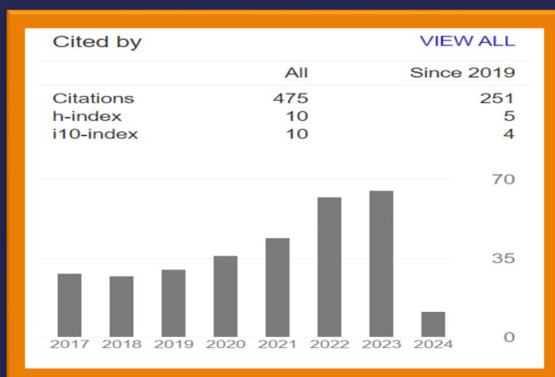 Cited by VIEW ALL
All Since 2019
Citations 475 251
h-index 10 5
i10-index 10 4
70
35
0
2017 2018 2019 2020 2021 2022 2023 2024